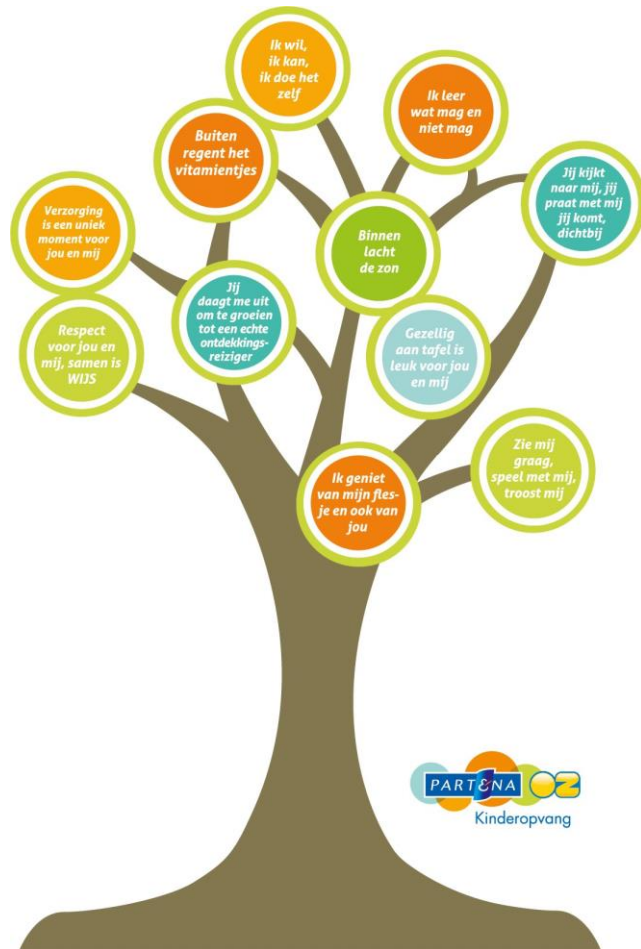 Ik wil,
ik kan,
ik doe het
zelf
Ik leer
wat mag en
niet mag
Buiten
regent het
vitamientjes
Jij kijkt
naar mij, jij
praat met mij
jij komt,
dichtbij
Verzorging
is een uniek
moment voor
jou en mij
Binnen
lacht
de zon
Jij
daagt me uit
om te groeien
tot een echte
ontdekkings-
reiziger
Respect
voor jou en
mij, samen is
WIJS
Gezellig
aan tafel is
leuk voor jou
en mij
Zie mij
graag,
speel met mij,
troost mij
Ik geniet
van mijn fles-
je en ook van
jou
PARTENA OZ
Kinderopvang